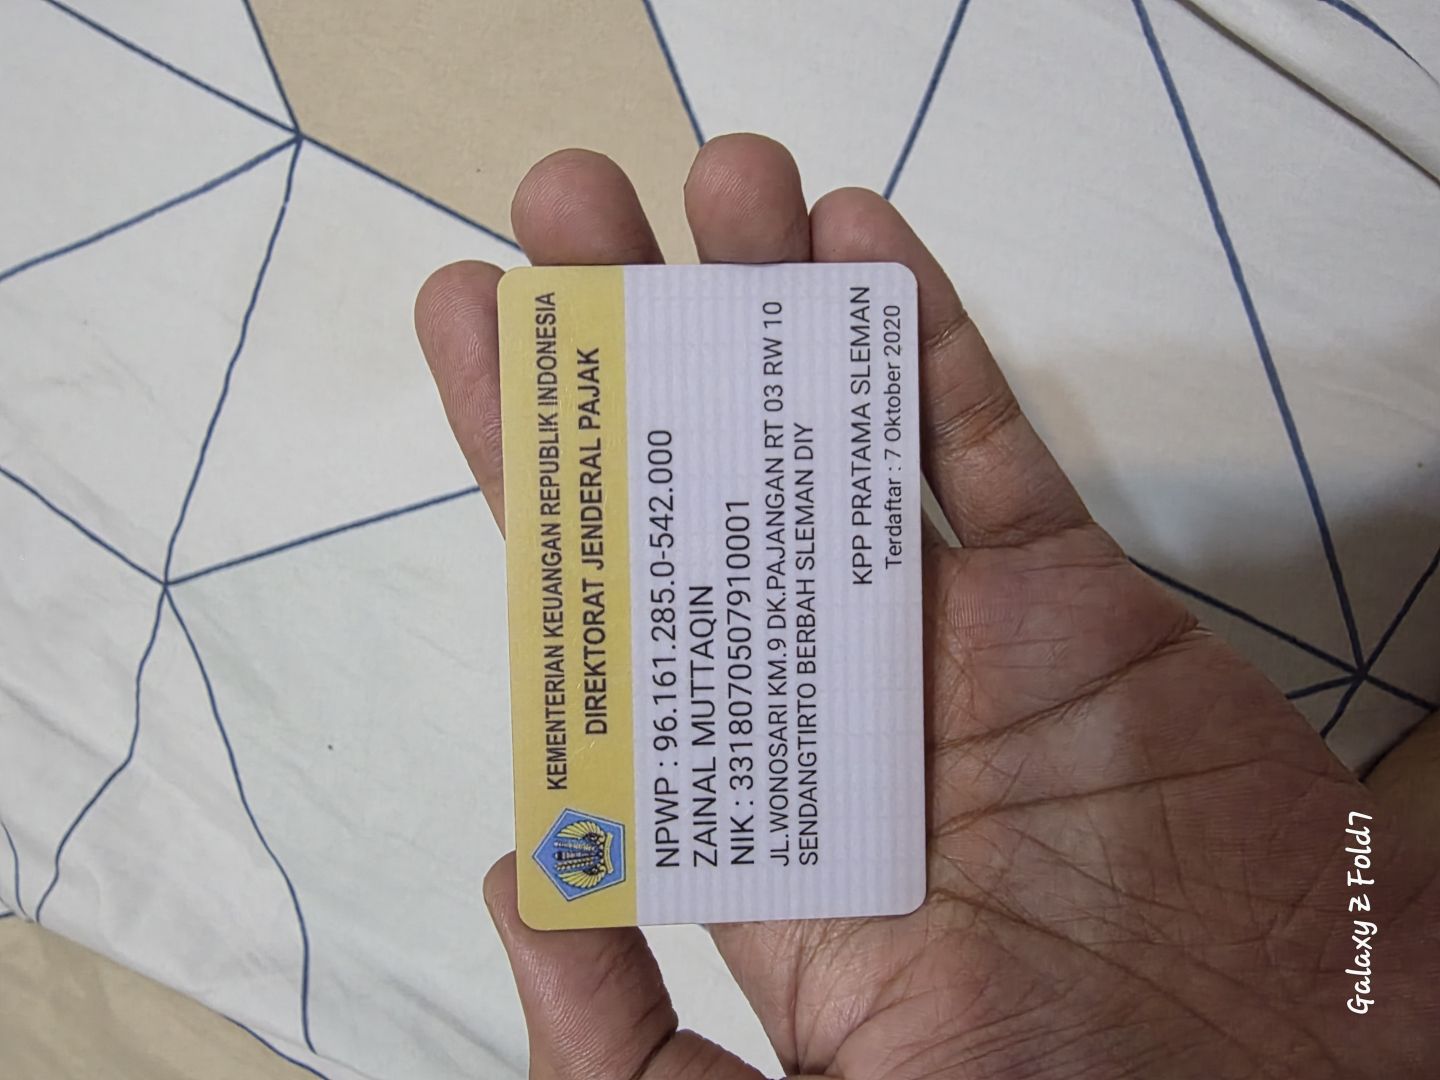 KEMENTERIAN KEUANGAN REPUBLIK INDONESIA
DIREKTORAT JENDERAL PAJAK
NPWP : 96.161.285.0-542.000
ZAINAL MUTTAQIN
NIK : 3318070507910001
JL.WONOSARI KM.9 DK.PAJANGAN RT 03 RW 10
SENDANGTIRTO BERBAH SLEMAN DIY
KPP PRATAMA SLEMAN
Terdaftar : 7 Oktober 2020
Galaxy Z Fold7